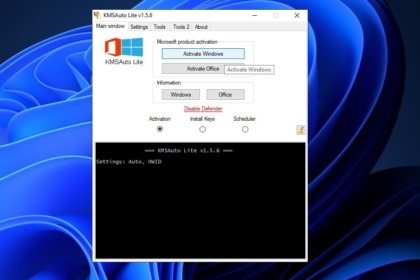 KMSAuto Lite v1.5.6
Main window Settings Tools Tools 2 About
Microsoft product activation
Activate Windows
KMSAuto Lite
Activate Office
Activate Windows
Information
Windows Office
Disable Defender
Activation Install Keys Scheduler
=== KMSAuto Lite v1.5.6 ===
Settings: Auto, HWID